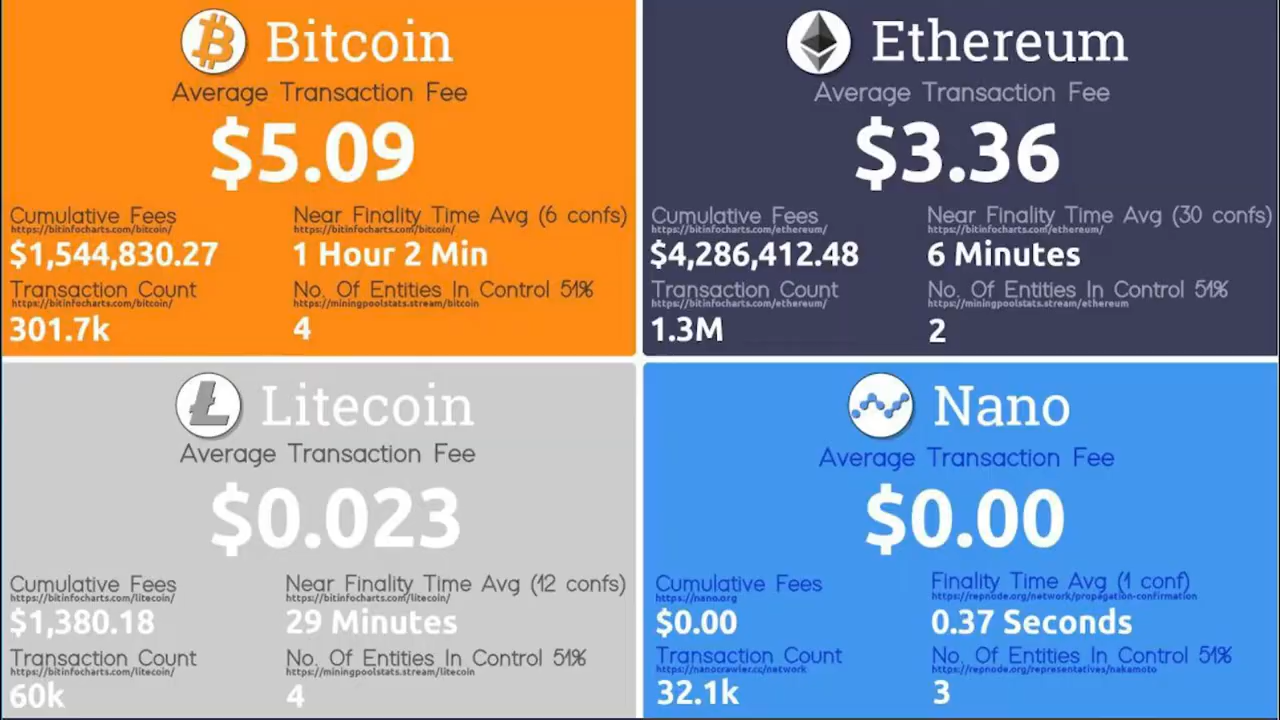 Bitcoin
Average Transaction Fee
$5.09
Cumulative Fees
https://bitinfocharts.com/bitcoin/
$1,544,830.27
Near Finality Time Avg (6 confs)
https://bitinfocharts.com/bitcoin/
1 Hour 2 Min
Transaction Count
https://bitinfocharts.com/bitcoin/
301.7k
No. Of Entities In Control 51%
https://miningpoolstats.stream/bitcoin
4
Ethereum
Average Transaction Fee
$3.36
Cumulative Fees
https://bitinfocharts.com/ethereum/
$4,286,412.48
Near Finality Time Avg (30 confs)
https://bitinfocharts.com/ethereum/
6 Minutes
Transaction Count
https://bitinfocharts.com/ethereum/
1.3M
No. Of Entities In Control 51%
https://miningpoolstats.stream/ethereum
2
Litecoin
Average Transaction Fee
$0.023
Cumulative Fees
https://bitinfocharts.com/litecoin/
$1,380.18
Near Finality Time Avg (12 confs)
https://bitinfocharts.com/litecoin/
29 Minutes
Transaction Count
https://bitinfocharts.com/litecoin/
60k
No. Of Entities In Control 51%
https://miningpoolstats.stream/litecoin
4
Nano
Average Transaction Fee
$0.00
Cumulative Fees
https://nano.org
$0.00
Finality Time Avg (1 conf)
https://repnode.org/network/propagation-confirmation
0.37 Seconds
Transaction Count
https://nanocrawler.cc/network
32.1k
No. Of Entities In Control 51%
https://repnode.org/representatives/nakamoto
3